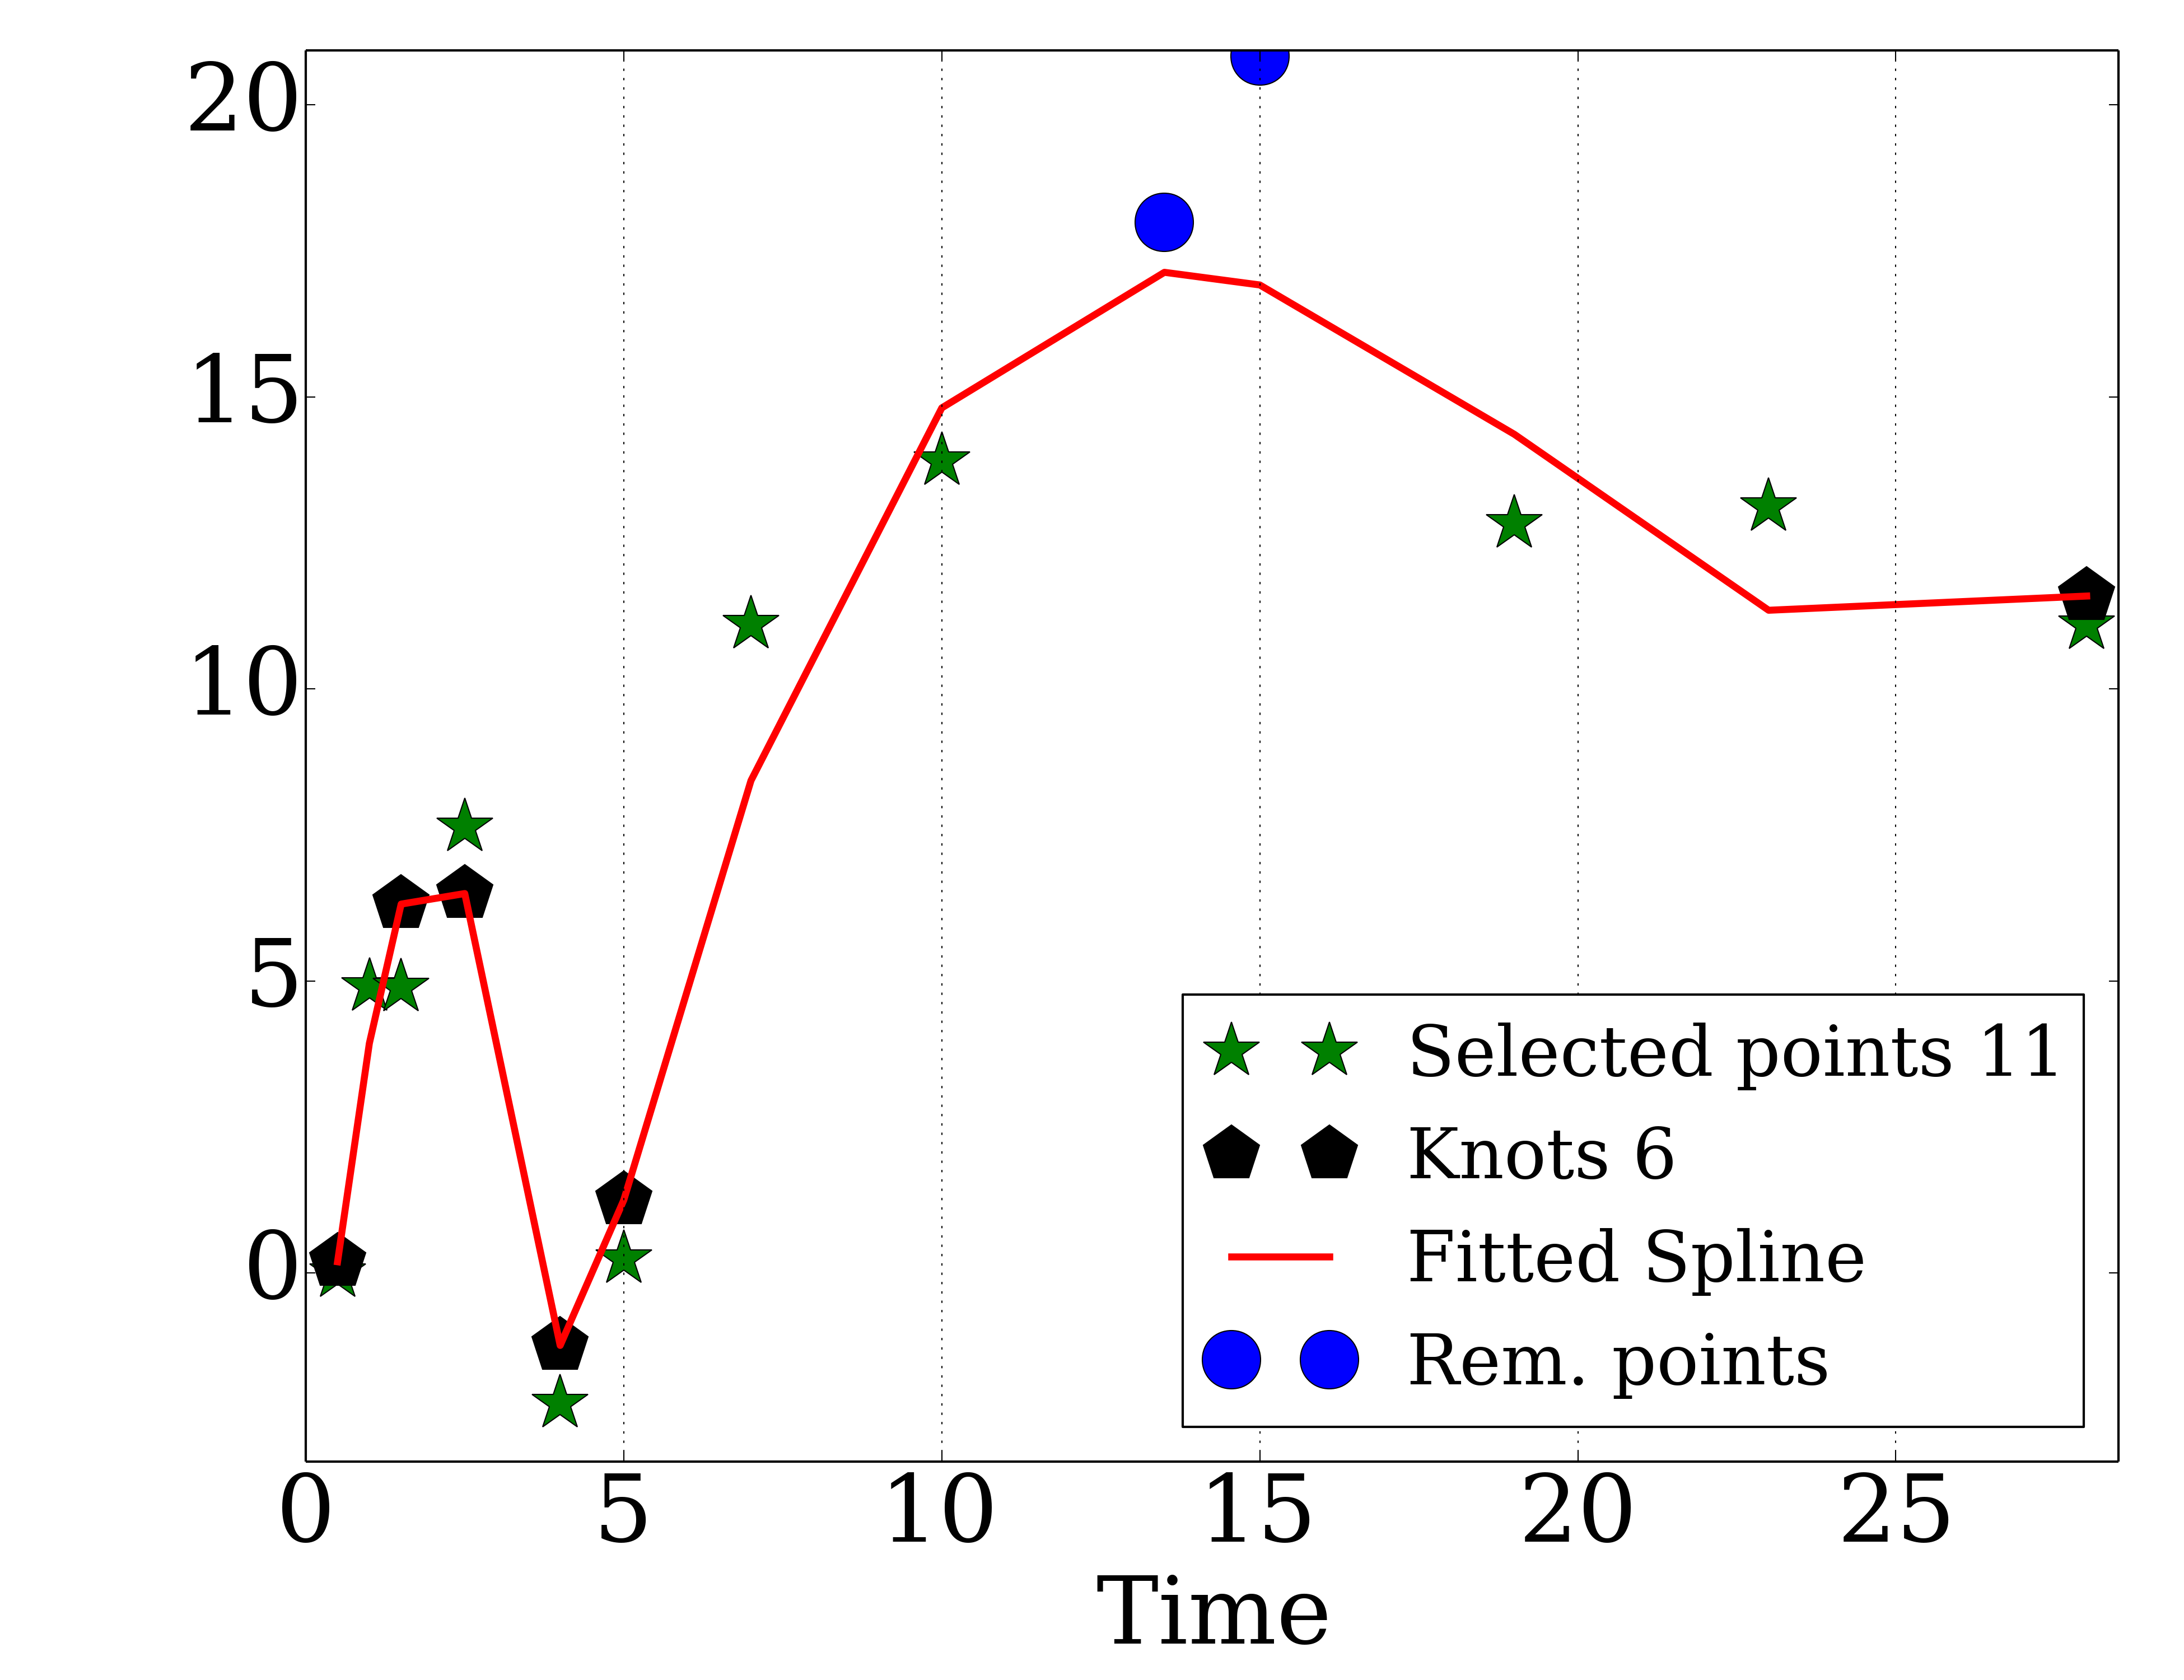 20
15
10
5
0
Selected points 11
Knots 6
Fitted Spline
Rem. points
0 5 10 15 20 25
Time